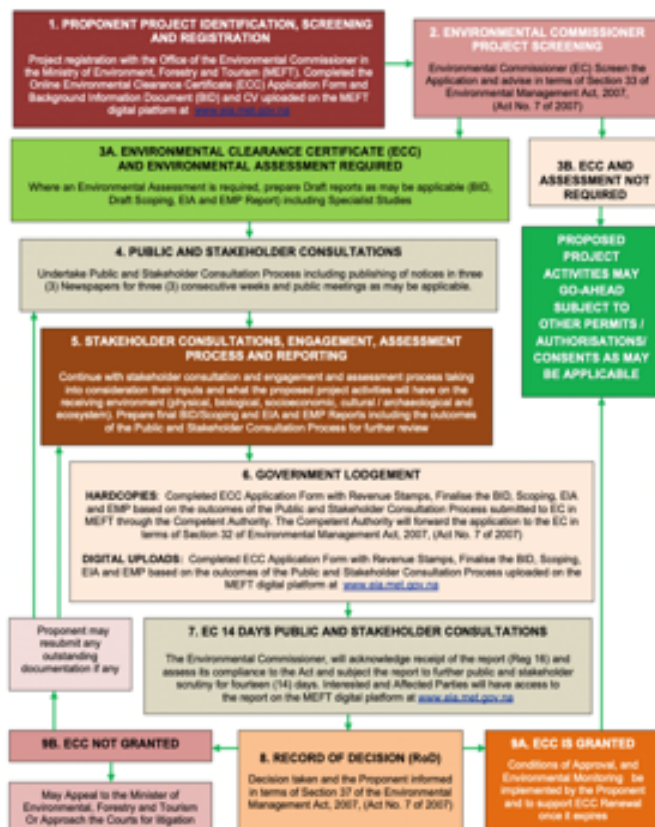 1. PROPONENT PROJECT IDENTIFICATION, SCREENING
AND REGISTRATION
Project registration with the Office of the Environmental Commissioner
in the Ministry of Environment, Forestry and Tourism (MEFT). Completed the
Online Environmental Clearance Certificate (ECC) Application Form and
Background Information Document (BID) and CV uploaded on the MEFT
digital platform at www.eia.met.gov.na
2. ENVIRONMENTAL COMMISSIONER
PROJECT SCREENING
Environmental Commissioner (EC) Screen the
Application and advise in terms of Section 33 of
Environmental Management Act, 2007,
(Act No. 7 of 2007)
3A. ENVIRONMENTAL CLEARANCE CERTIFICATE (ECC)
AND ENVIRONMENTAL ASSESSMENT REQUIRED
Where an Environmental Assessment is required, prepare Draft reports as may be applicable (BID,
Draft Scoping, EIA and EMP Report) including Specialist Studies
3B. ECC AND
ASSESSMENT NOT
REQUIRED
4. PUBLIC AND STAKEHOLDER CONSULTATIONS
Undertake Public and Stakeholder Consultation Process including publishing of notices in three
(3) Newspapers for three (3) consecutive weeks and public meetings as may be applicable.
PROPOSED
PROJECT
ACTIVITIES MAY
GO-AHEAD
SUBJECT TO
OTHER PERMITS /
AUTHORISATIONS/
CONSENTS AS MAY
BE APPLICABLE
5. STAKEHOLDER CONSULTATIONS, ENGAGEMENT, ASSESSMENT
PROCESS AND REPORTING
Continue with stakeholder consultation and engagement and assessment process taking
into consideration their inputs and what the proposed project activities will have on the
receiving environment (physical, biological, socioeconomic, cultural / archaeological and
ecosystem). Prepare final BID/Scoping and EIA and EMP Reports including the outcomes
of the Public and Stakeholder Consultation Process for further review
6. GOVERNMENT LODGEMENT
HARDCOPIES: Completed ECC Application Form with Revenue Stamps, Finalise the BID, Scoping, EIA
and EMP based on the outcomes of the Public and Stakeholder Consultation Process submitted to EC in
MEFT through the Competent Authority. The Competent Authority will forward the application to the EC in
terms of Section 32 of Environmental Management Act, 2007, (Act No. 7 of 2007)
DIGITAL UPLOADS: Completed ECC Application Form with Revenue Stamps, Finalise the BID, Scoping,
EIA and EMP based on the outcomes of the Public and Stakeholder Consultation Process uploaded on the
MEFT digital platform at www.eia.met.gov.na
Proponent may
resubmit any
outstanding
documentation if any
7. EC 14 DAYS PUBLIC AND STAKEHOLDER CONSULTATIONS
The Environmental Commissioner, will acknowledge receipt of the report (Reg 16) and
assess its compliance to the Act and subject the report to further public and stakeholder
scrutiny for fourteen (14) days. Interested and Affected Parties will have access to
the report on the MEFT digital platform at www.eia.met.gov.na
9B. ECC NOT GRANTED
May Appeal to the Minister of
Environmental, Forestry and Tourism
Or Approach the Courts for litigation
8. RECORD OF DECISION (RoD)
Decision taken and the Proponent informed
in terms of Section 37 of the
Environmental Management Act, 2007, (Act No. 7 of 2007)
9A. ECC IS GRANTED
Conditions of Approval, and
Environmental Monitoring be
implemented by the Proponent
and to support ECC Renewal
once it expires